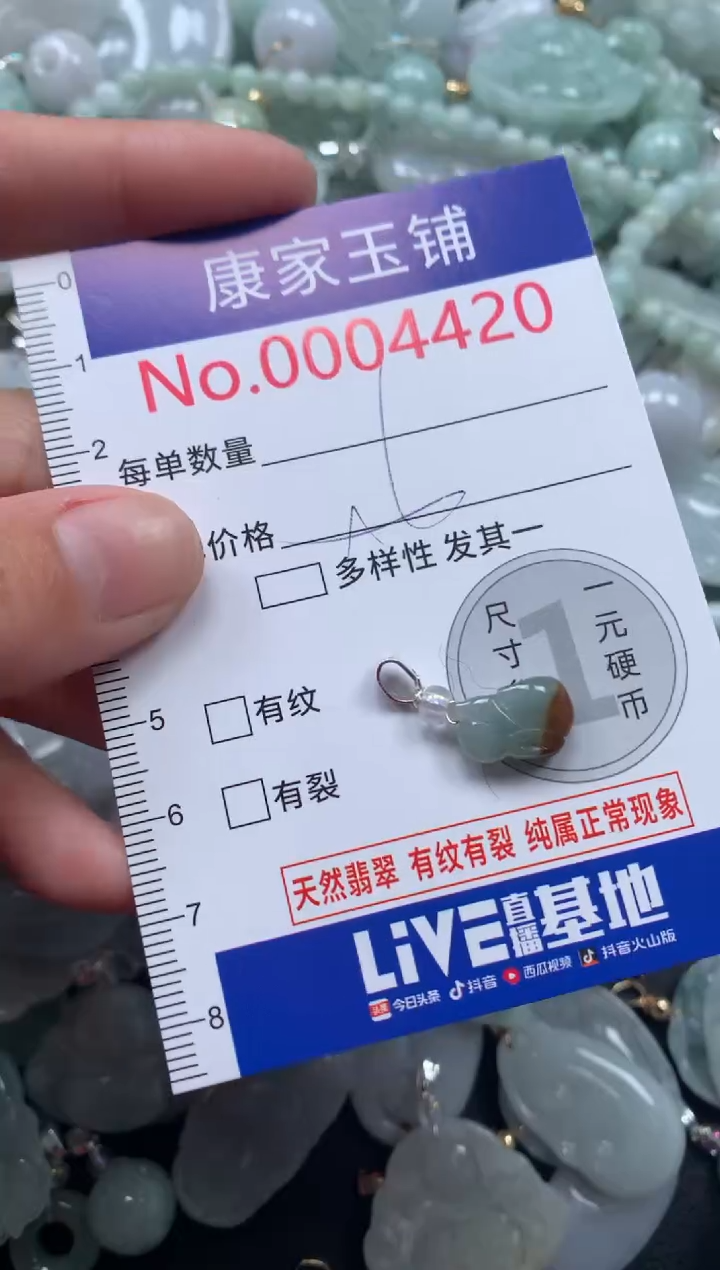 康家玉铺
No.0004420
0
1
2
每单数量
价格
多样性 发其一
一元硬币
尺寸
1
5
有纹
6
有裂
天然翡翠 有纹有裂 纯属正常现象
7
LiVE直播基地
头条 今日头条 抖音 西瓜视频 抖音火山版
8